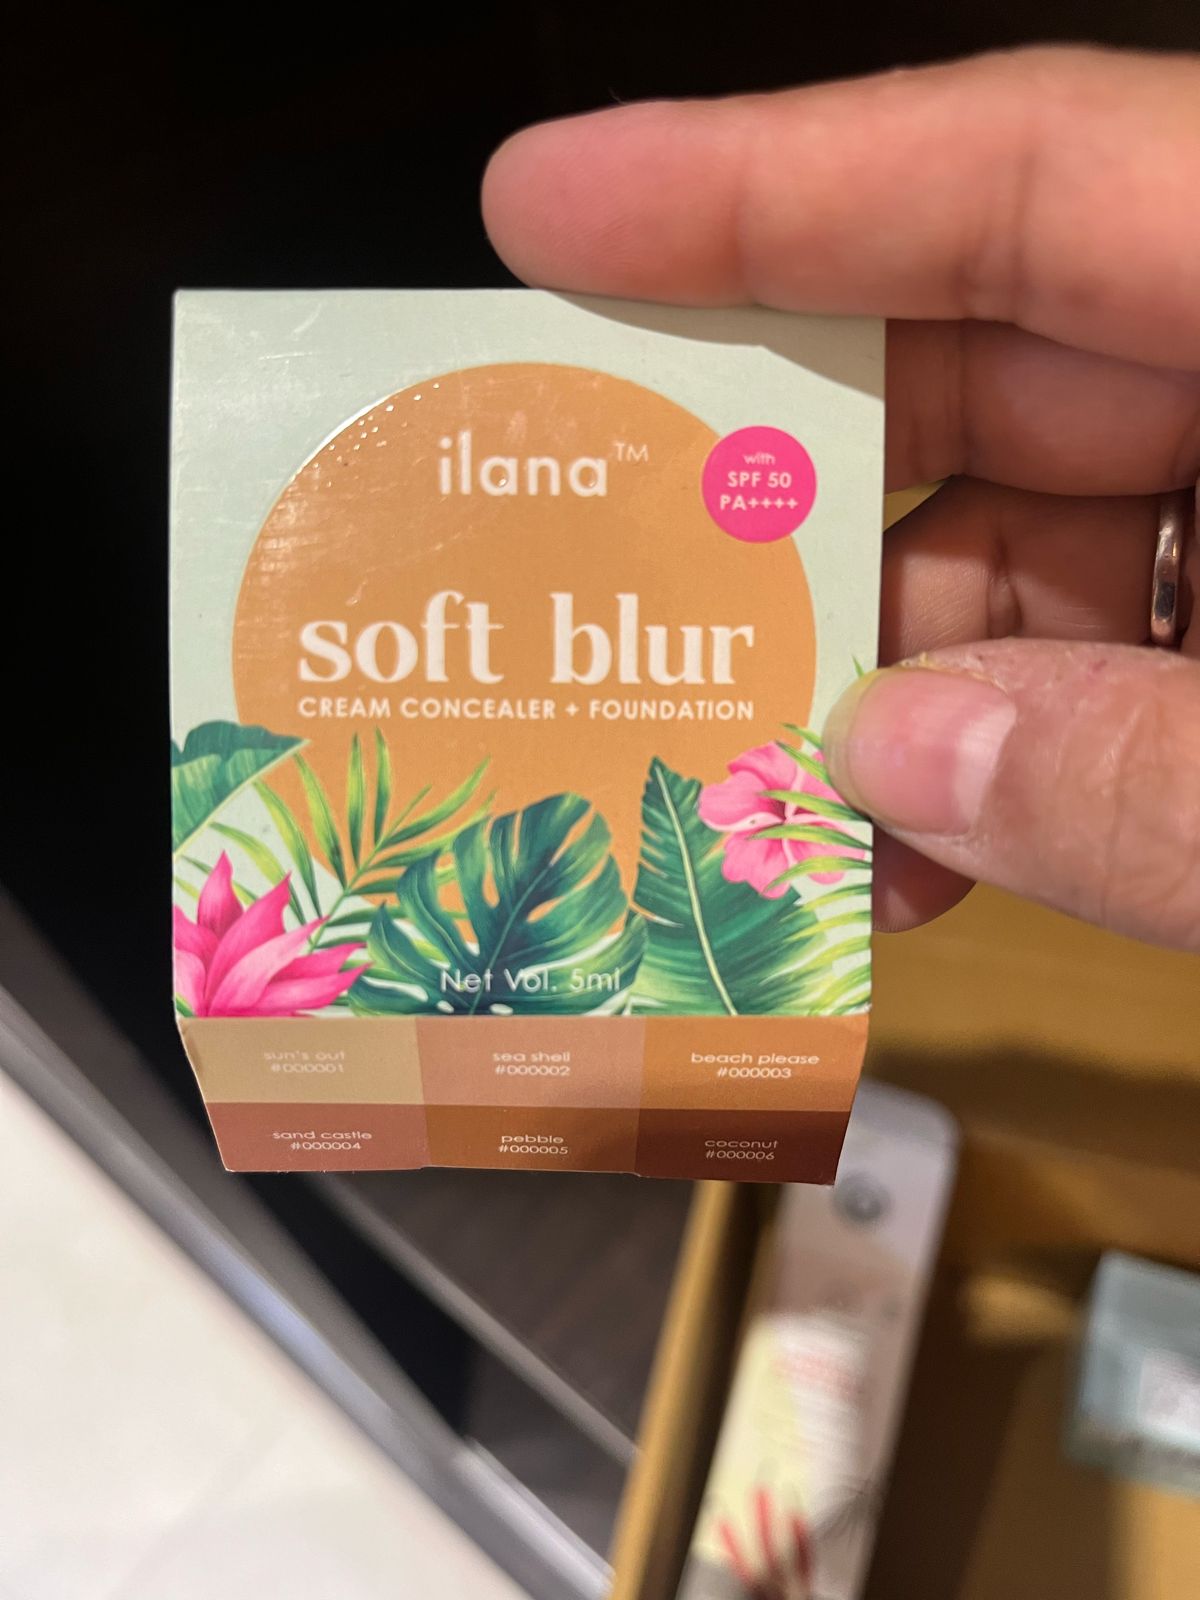 ilana™
with
SPF 50
PA++++
soft blur
CREAM CONCEALER + FOUNDATION
Net Vol. 5ml
sun's out
#000001
sea shell
#000002
beach please
#000003
sand castle
#000004
pebble
#000005
coconut
#000006